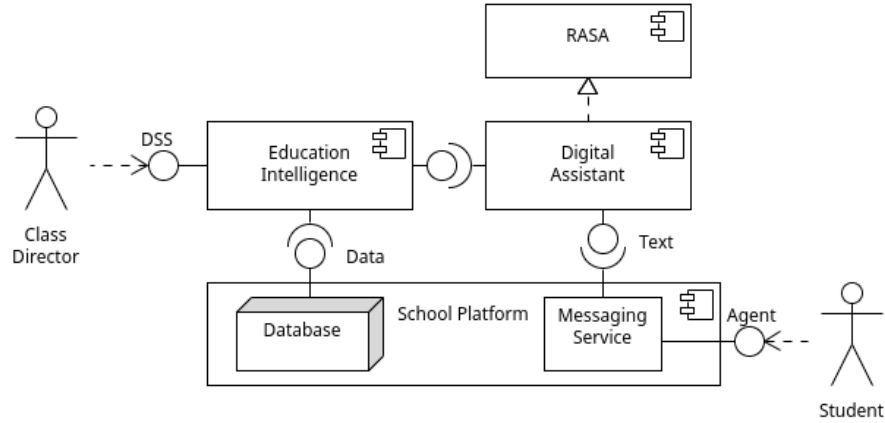 RASA
DSS
Education
Intelligence
Digital
Assistant
Class
Director
Data
Text
School Platform
Database
Messaging
Service
Agent
Student